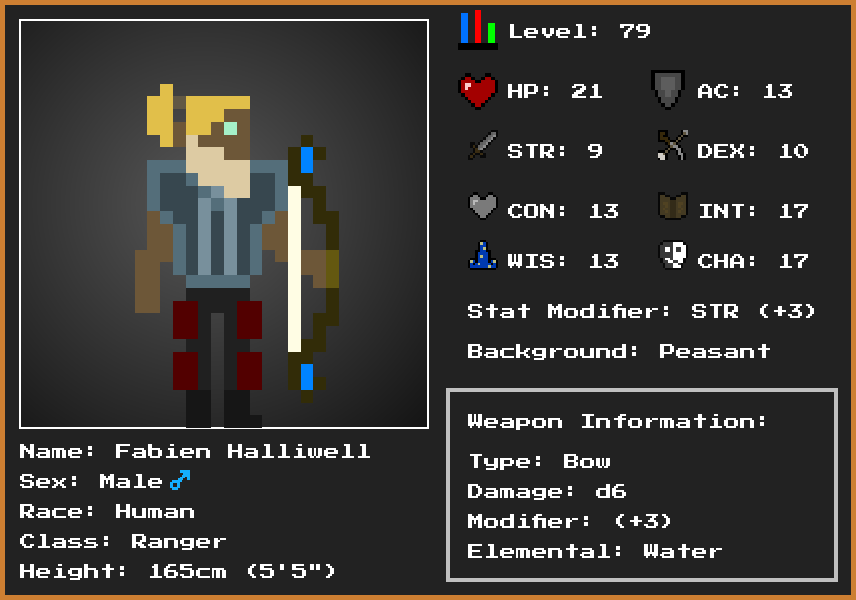 Level: 79
HP: 21
AC: 13
STR: 9
DEX: 10
CON: 13
INT: 17
WIS: 13
CHA: 17
Stat Modifier: STR (+3)
Background: Peasant
Weapon Information:
Type: Bow
Damage: d6
Modifier: (+3)
Elemental: Water
Name: Fabien Halliwell
Sex: Male♂
Race: Human
Class: Ranger
Height: 165cm (5'5")